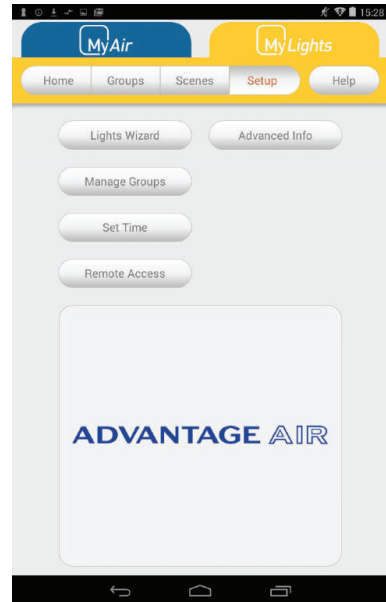 15:28
MyAir MyLights
Home Groups Scenes Setup Help
Lights Wizard Advanced Info
Manage Groups
Set Time
Remote Access
ADVANTAGE AIR